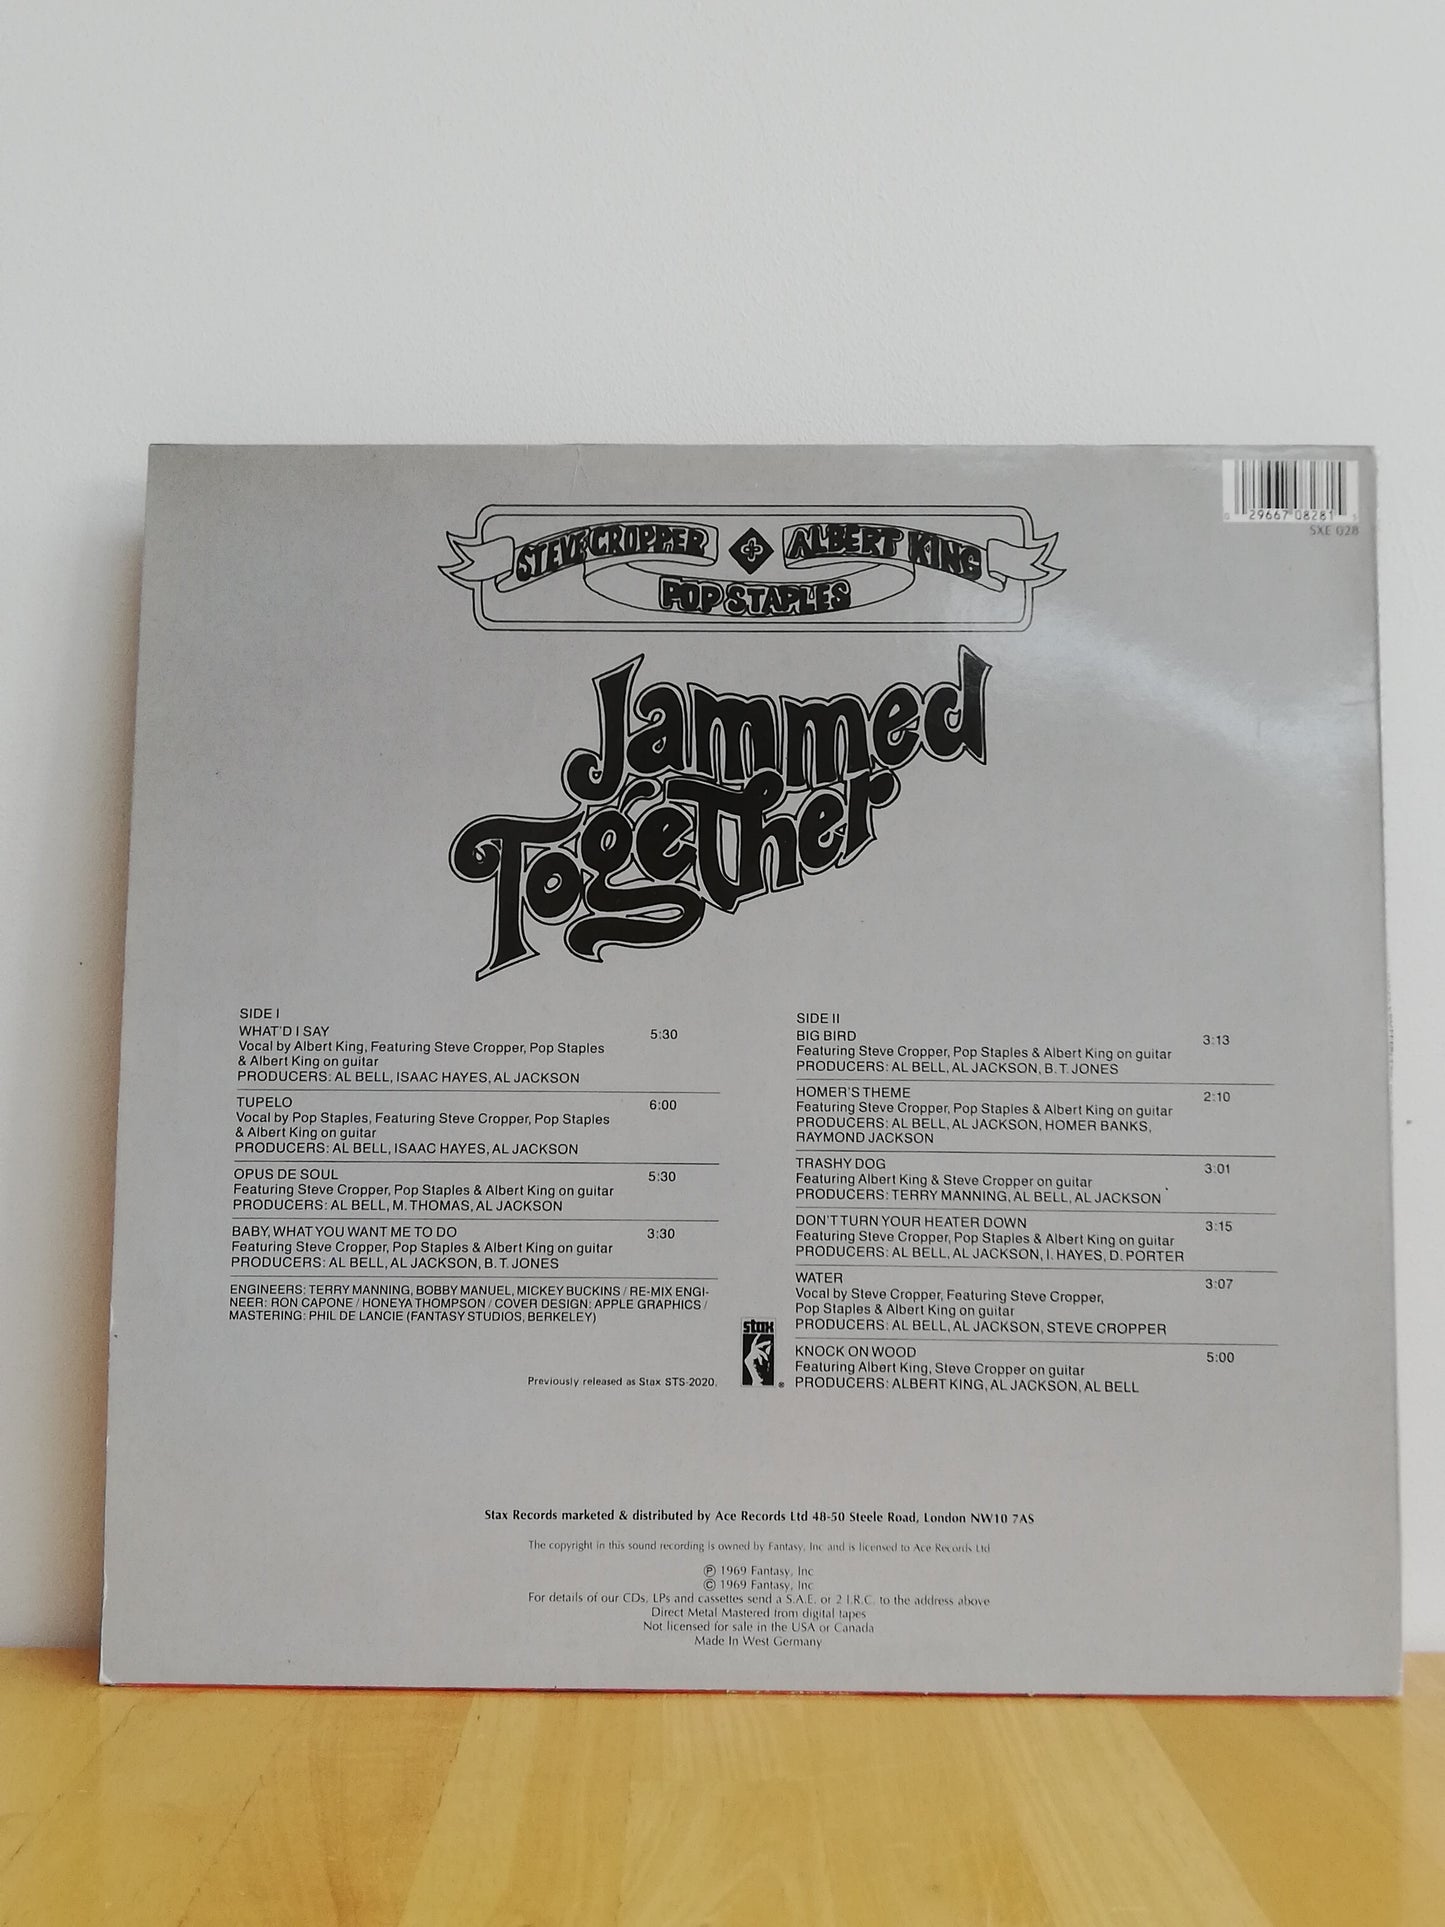 0 29667 08281 1
SXE 028
STEVE CROPPER ALBERT KING
POP STAPLES
Jammed
Together
SIDE I
WHAT'D I SAY 5:30
Vocal by Albert King, Featuring Steve Cropper, Pop Staples
& Albert King on guitar
PRODUCERS: AL BELL, ISAAC HAYES, AL JACKSON
TUPELO 6:00
Vocal by Pop Staples, Featuring Steve Cropper, Pop Staples
& Albert King on guitar
PRODUCERS: AL BELL, ISAAC HAYES, AL JACKSON
OPUS DE SOUL 5:30
Featuring Steve Cropper, Pop Staples & Albert King on guitar
PRODUCERS: AL BELL, M. THOMAS, AL JACKSON
BABY, WHAT YOU WANT ME TO DO 3:30
Featuring Steve Cropper, Pop Staples & Albert King on guitar
PRODUCERS: AL BELL, AL JACKSON, B. T. JONES
ENGINEERS: TERRY MANNING, BOBBY MANUEL, MICKEY BUCKINS / RE-MIX ENGI-
NEER: RON CAPONE / HONEYA THOMPSON / COVER DESIGN: APPLE GRAPHICS /
MASTERING: PHIL DE LANCIE (FANTASY STUDIOS, BERKELEY)
Previously released as Stax STS-2020.
SIDE II
BIG BIRD 3:13
Featuring Steve Cropper, Pop Staples & Albert King on guitar
PRODUCERS: AL BELL, AL JACKSON, B. T. JONES
HOMER'S THEME 2:10
Featuring Steve Cropper, Pop Staples & Albert King on guitar
PRODUCERS: AL BELL, AL JACKSON, HOMER BANKS,
RAYMOND JACKSON
TRASHY DOG 3:01
Featuring Albert King & Steve Cropper on guitar
PRODUCERS: TERRY MANNING, AL BELL, AL JACKSON
DON'T TURN YOUR HEATER DOWN 3:15
Featuring Steve Cropper, Pop Staples & Albert King on guitar
PRODUCERS: AL BELL, AL JACKSON, I. HAYES, D. PORTER
WATER 3:07
Vocal by Steve Cropper, Featuring Steve Cropper,
Pop Staples & Albert King on guitar
PRODUCERS: AL BELL, AL JACKSON, STEVE CROPPER
KNOCK ON WOOD 5:00
Featuring Albert King, Steve Cropper on guitar
PRODUCERS: ALBERT KING, AL JACKSON, AL BELL
stax ®
Stax Records marketed & distributed by Ace Records Ltd 48-50 Steele Road, London NW10 7AS
The copyright in this sound recording is owned by Fantasy, Inc and is licensed to Ace Records Ltd
℗ 1969 Fantasy, Inc
© 1969 Fantasy, Inc
For details of our CDs, LPs and cassettes send a S.A.E. or 2 I.R.C. to the address above
Direct Metal Mastered from digital tapes
Not licensed for sale in the USA or Canada
Made In West Germany